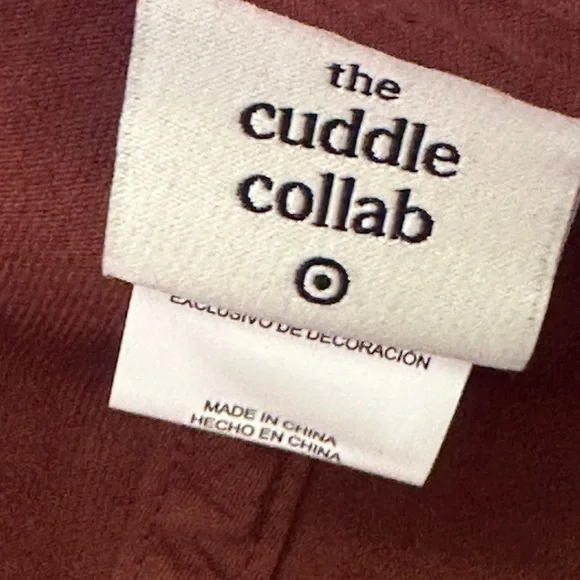 the
cuddle
collab
EXCLUSIVO DE DECORACIÓN
MADE IN CHINA
HECHO EN CHINA